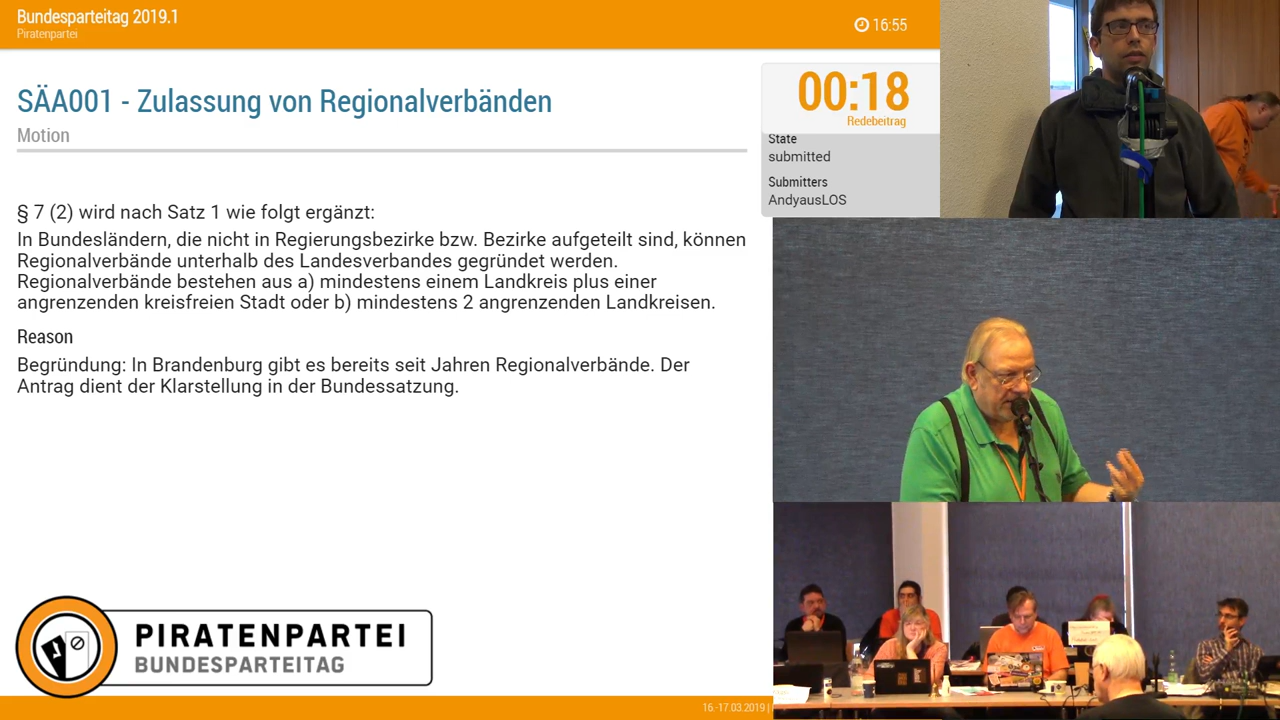 Bundesparteitag 2019.1
Piratenpartei
16:55
SÄA001 - Zulassung von Regionalverbänden
Motion
00:18
Redebeitrag
State
submitted
Submitters
AndyausLOS
§ 7 (2) wird nach Satz 1 wie folgt ergänzt:
In Bundesländern, die nicht in Regierungsbezirke bzw. Bezirke aufgeteilt sind, können
Regionalverbände unterhalb des Landesverbandes gegründet werden.
Regionalverbände bestehen aus a) mindestens einem Landkreis plus einer
angrenzenden kreisfreien Stadt oder b) mindestens 2 angrenzenden Landkreisen.
Reason
Begründung: In Brandenburg gibt es bereits seit Jahren Regionalverbände. Der
Antrag dient der Klarstellung in der Bundessatzung.
PIRATENPARTEI
BUNDESPARTEITAG
16.-17.03.2019 |